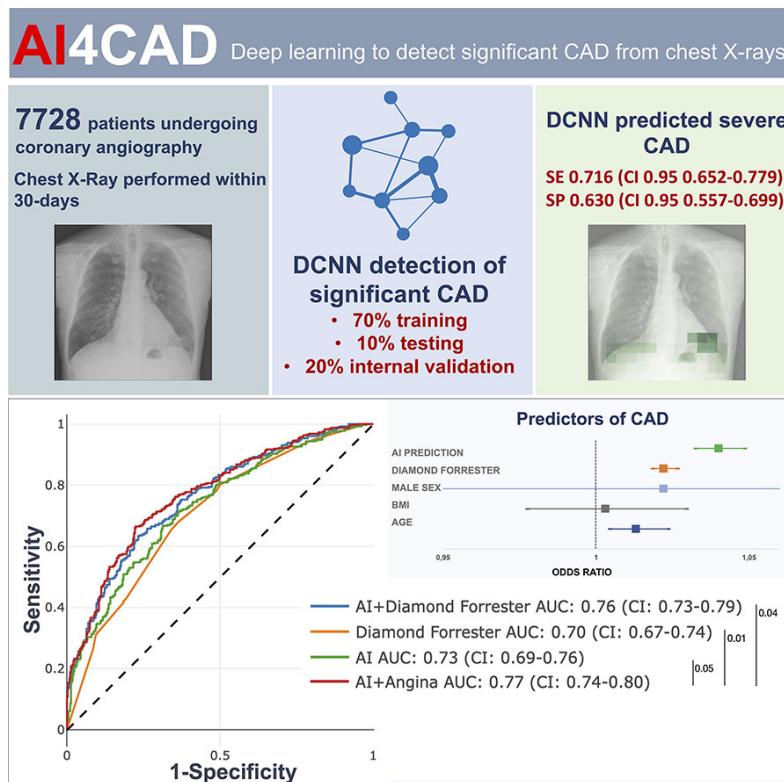 AI4CAD Deep learning to detect significant CAD from chest X-rays
7728 patients undergoing
coronary angiography
Chest X-Ray performed within
30-days
DCNN detection of
significant CAD
• 70% training
• 10% testing
• 20% internal validation
DCNN predicted severe
CAD
SE 0.716 (CI 0.95 0.652-0.779)
SP 0.630 (CI 0.95 0.557-0.699)
1
0.8
0.6
0.4
0.2
0
Sensitivity
0
0.5
1
1-Specificity
Predictors of CAD
AI PREDICTION
DIAMOND FORRESTER
MALE SEX
BMI
AGE
0,95
1
1,05
ODDS RATIO
AI+Diamond Forrester AUC: 0.76 (CI: 0.73-0.79)
Diamond Forrester AUC: 0.70 (CI: 0.67-0.74)
AI AUC: 0.73 (CI: 0.69-0.76)
AI+Angina AUC: 0.77 (CI: 0.74-0.80)
0.04
0.01
0.05